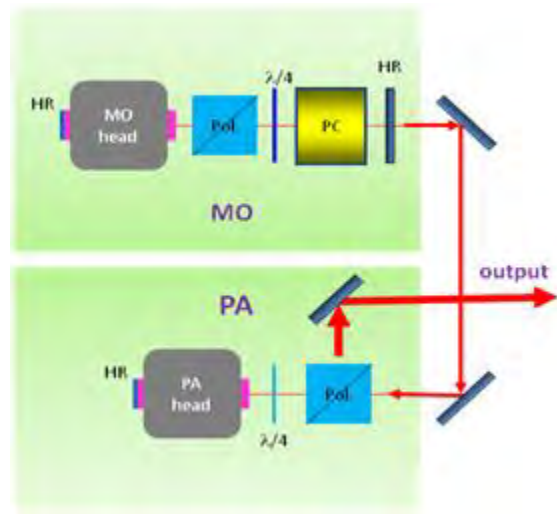 λ/4
HR
HR
MO
head
Pol.
PC
MO
output
PA
HR
PA
head
Pol.
λ/4